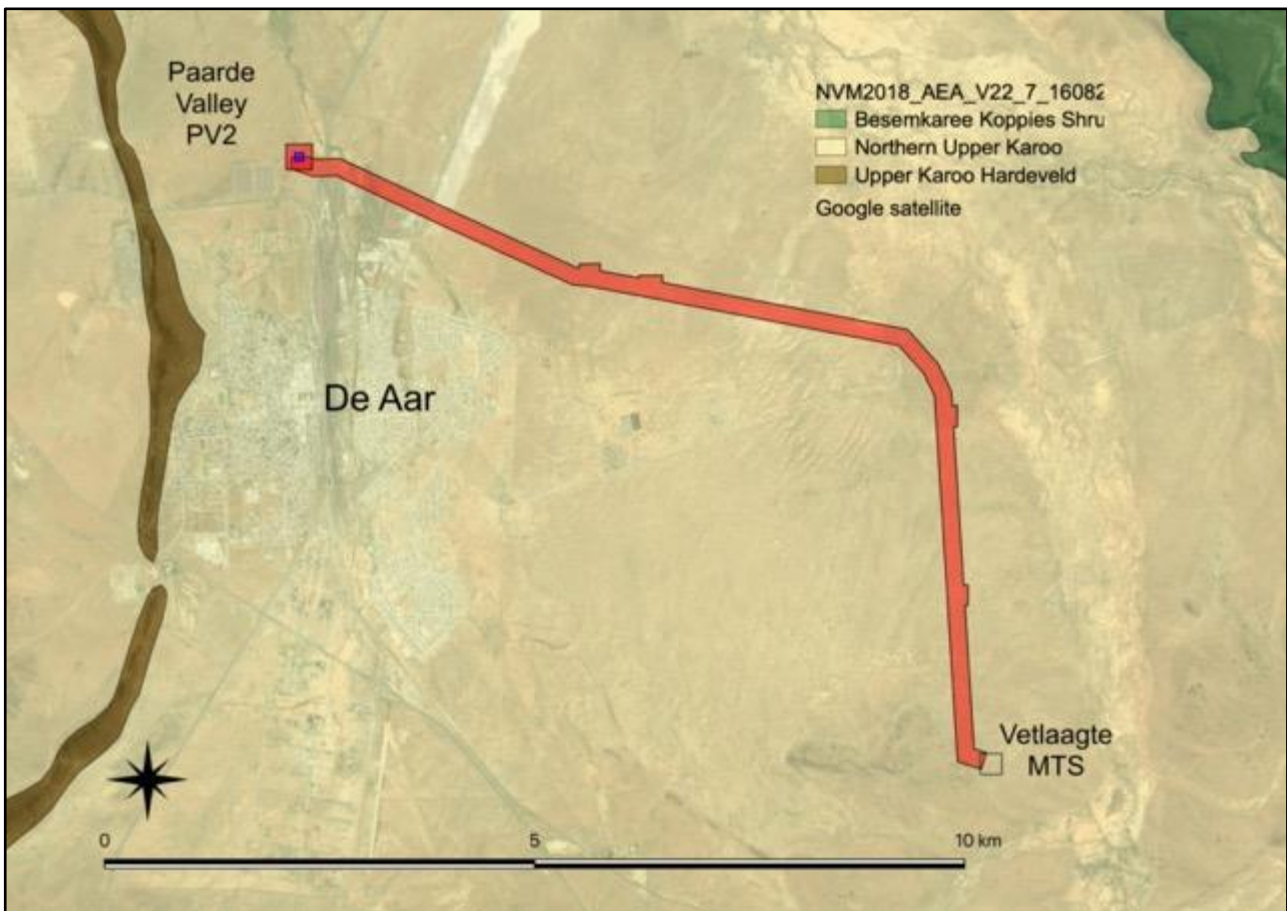 Paarde
Valley
PV2
NVM2018_AEA_V22_7_16082
Besemkaree Koppies Shru
Northern Upper Karoo
Upper Karoo Hardeveld
Google satellite
De Aar
Vetlaagte
MTS
0
5
10 km